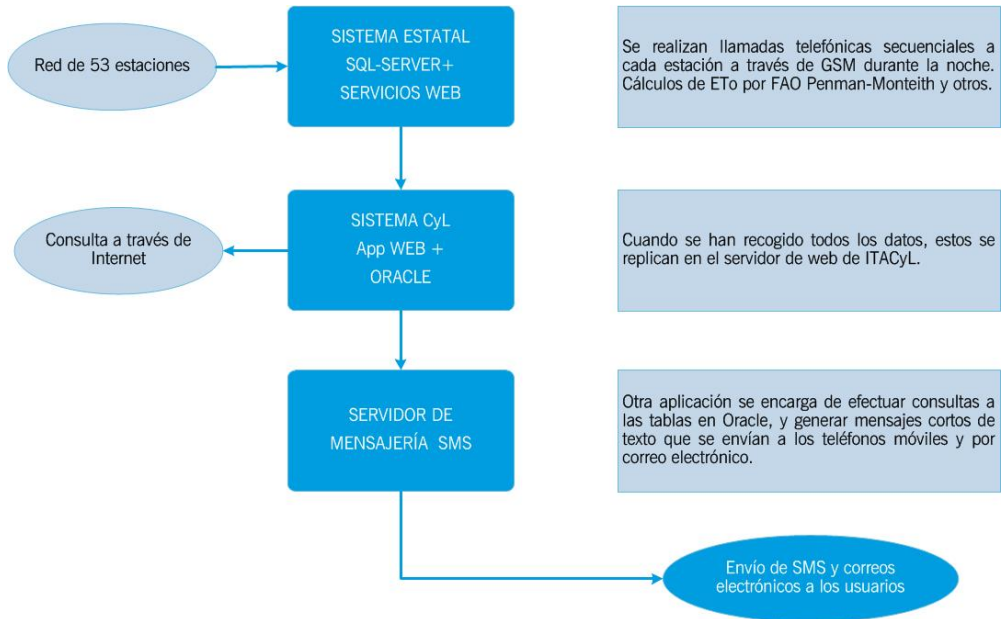 Red de 53 estaciones
SISTEMA ESTATAL
SQL-SERVER+
SERVICIOS WEB
Se realizan llamadas telefónicas secuenciales a
cada estación a través de GSM durante la noche.
Cálculos de ETo por FAO Penman-Monteith y otros.
Consulta a través de
Internet
SISTEMA CyL
App WEB +
ORACLE
Cuando se han recogido todos los datos, estos se
replican en el servidor de web de ITACyL.
SERVIDOR DE
MENSAJERÍA SMS
Otra aplicación se encarga de efectuar consultas a
las tablas en Oracle, y generar mensajes cortos de
texto que se envían a los teléfonos móviles y por
correo electrónico.
Envío de SMS y correos
electrónicos a los usuarios